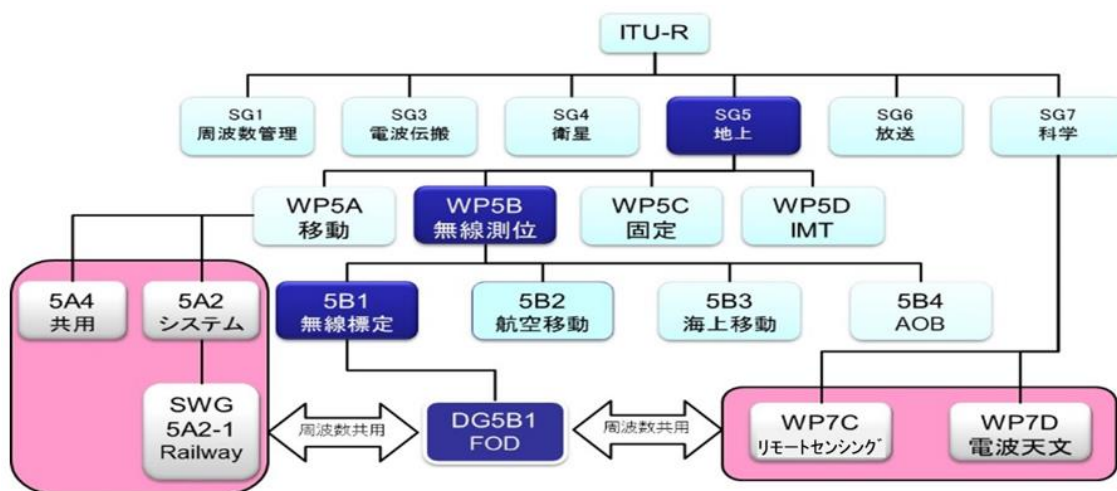 ITU-R
SG1
周波数管理
SG3
電波伝搬
SG4
衛星
SG5
地上
SG6
放送
SG7
科学
WP5A
移動
WP5B
無線測位
WP5C
固定
WP5D
IMT
5A4
共用
5A2
システム
5B1
無線標定
5B2
航空移動
5B3
海上移動
5B4
AOB
SWG
5A2-1
Railway
周波数共用
DG5B1
FOD
周波数共用
WP7C
リモートセンシング
WP7D
電波天文